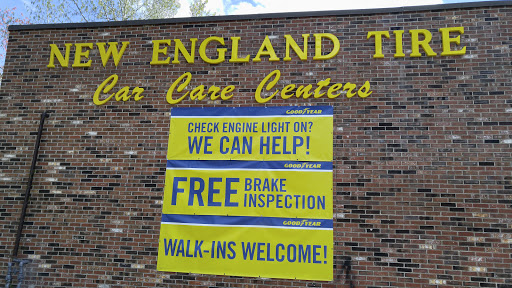 NEW ENGLAND TIRE
Car Care Centers
GOODYEAR
CHECK ENGINE LIGHT ON?
WE CAN HELP!
GOODYEAR
FREE BRAKE
INSPECTION
GOODYEAR
WALK-INS WELCOME!